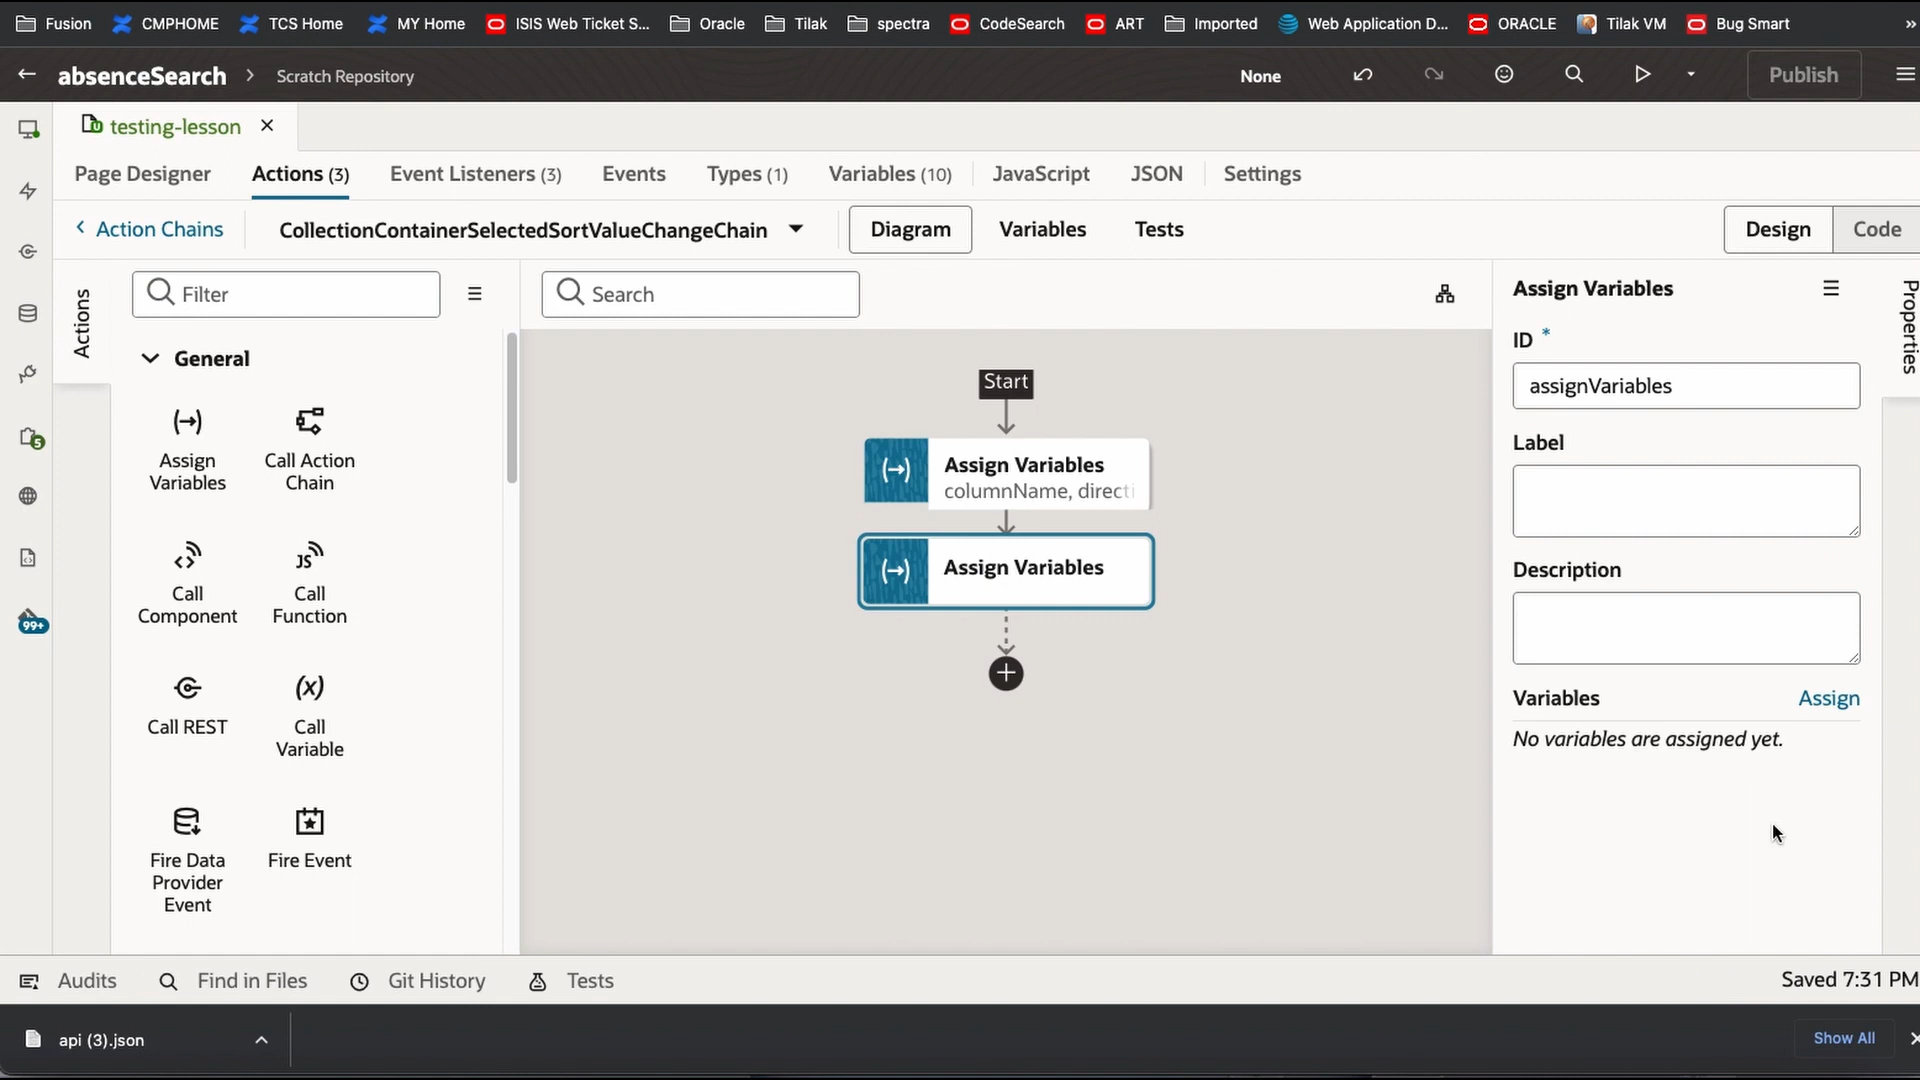 Fusion CMPHOME TCS Home MY Home ISIS Web Ticket S... Oracle Tilak spectra CodeSearch ART Imported Web Application D... ORACLE Tilak VM Bug Smart »
absenceSearch > Scratch Repository None Publish
testing-lesson
Page Designer Actions (3) Event Listeners (3) Events Types (1) Variables (10) JavaScript JSON Settings
Action Chains CollectionContainerSelectedSortValueChangeChain Diagram Variables Tests Design Code
Actions
Filter
General
Assign
Variables
Call Action
Chain
Call
Component
JS
Call
Function
Call REST
(x)
Call
Variable
Fire Data
Provider
Event
Fire Event
5
99+
Search
Start
Assign Variables
columnName, directi
Assign Variables
Assign Variables
Properties
ID *
assignVariables
Label
Description
Variables Assign
No variables are assigned yet.
Audits Find in Files Git History Tests Saved 7:31 PM
api (3).json Show All